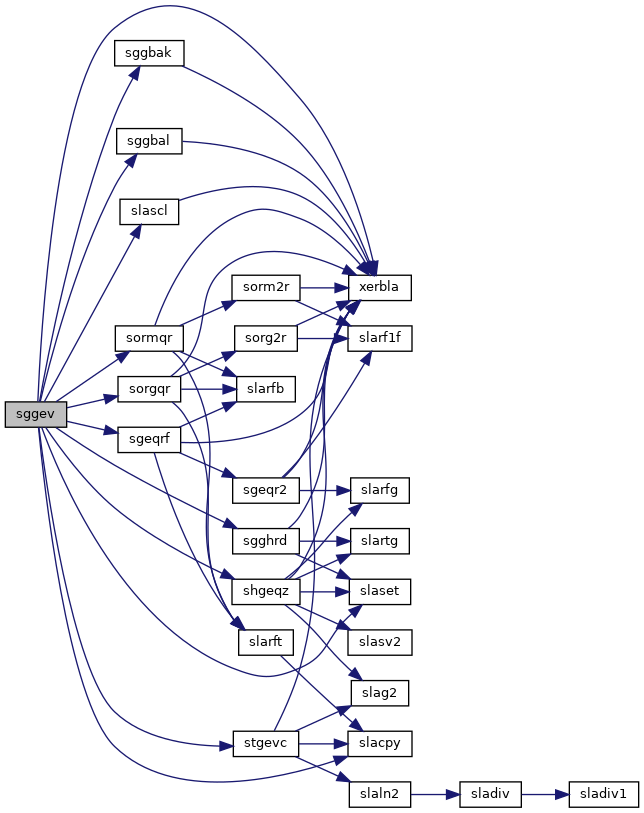 sggbak
sggbal
slascl
sorm2r
xerbla
sormqr
sorg2r
slarf1f
sorgqr
slarfb
sggev
sgeqrf
sgeqr2
slarfg
sgghrd
slartg
shgeqz
slaset
slarft
slasv2
slag2
stgevc
slacpy
slaln2
sladiv
sladiv1